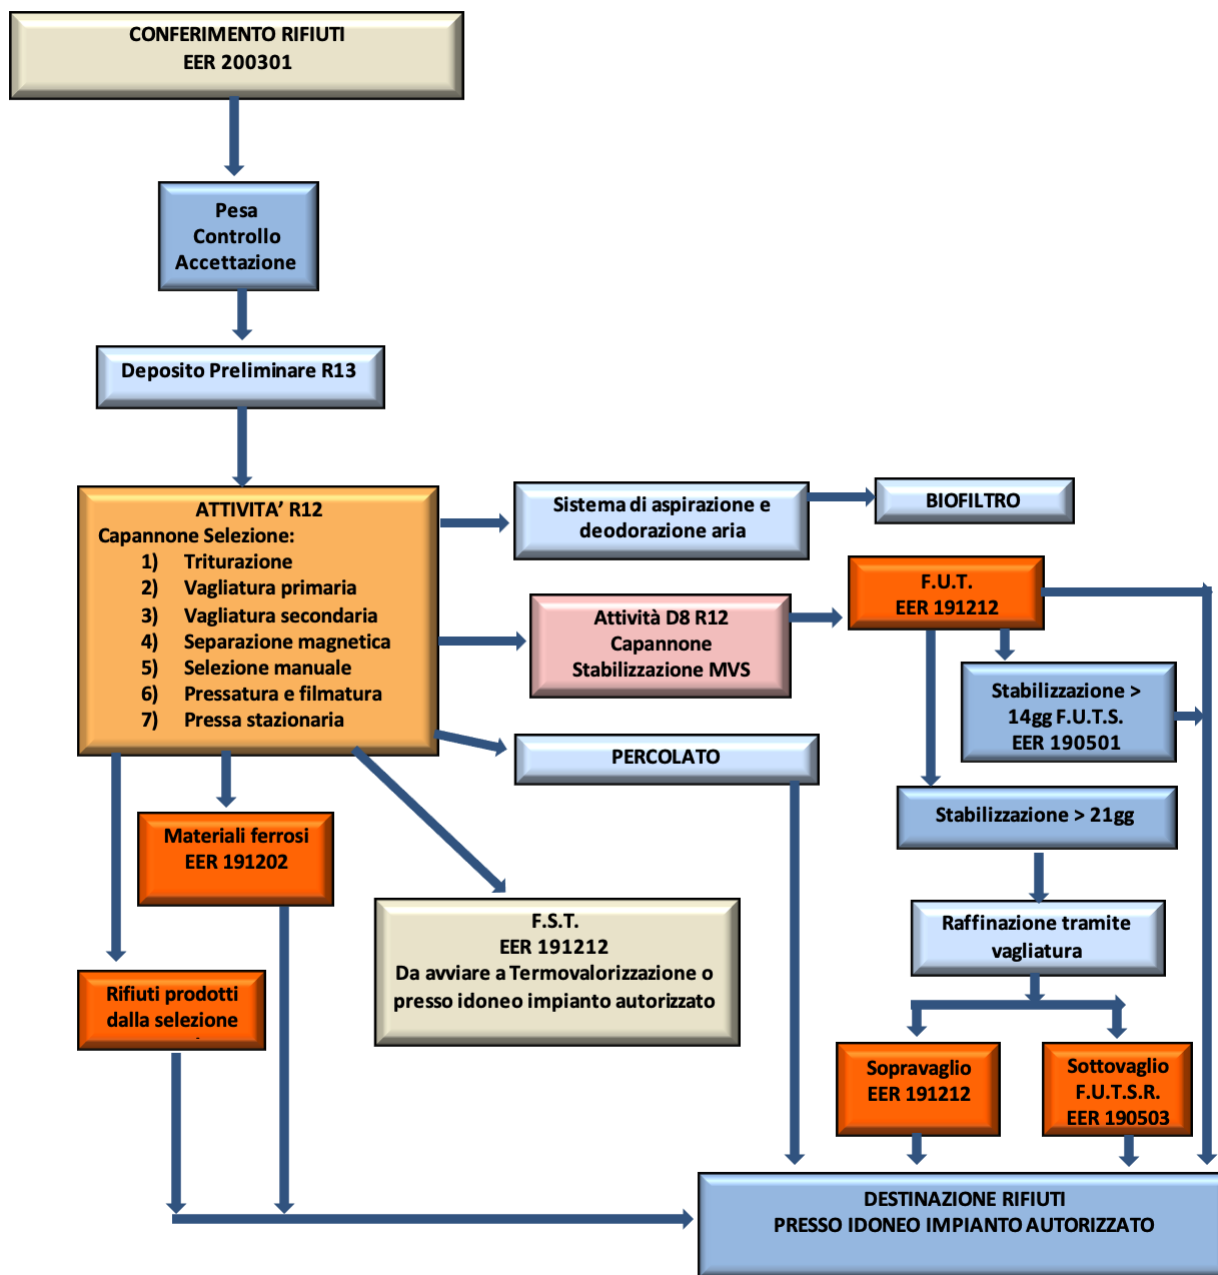 CONFERIMENTO RIFIUTI
EER 200301
Pesa
Controllo
Accettazione
Deposito Preliminare R13
ATTIVITA’ R12
Capannone Selezione:
1) Triturazione
2) Vagliatura primaria
3) Vagliatura secondaria
4) Separazione magnetica
5) Selezione manuale
6) Pressatura e filmatura
7) Pressa stazionaria
Sistema di aspirazione e
deodorazione aria
BIOFILTRO
Attività D8 R12
Capannone
Stabilizzazione MVS
F.U.T.
EER 191212
Stabilizzazione >
14gg F.U.T.S.
EER 190501
PERCOLATO
Stabilizzazione > 21gg
Materiali ferrosi
EER 191202
F.S.T.
EER 191212
Da avviare a Termovalorizzazione o
presso idoneo impianto autorizzato
Raffinazione tramite
vagliatura
Rifiuti prodotti
dalla selezione
Sopravaglio
EER 191212
Sottovaglio
F.U.T.S.R.
EER 190503
DESTINAZIONE RIFIUTI
PRESSO IDONEO IMPIANTO AUTORIZZATO